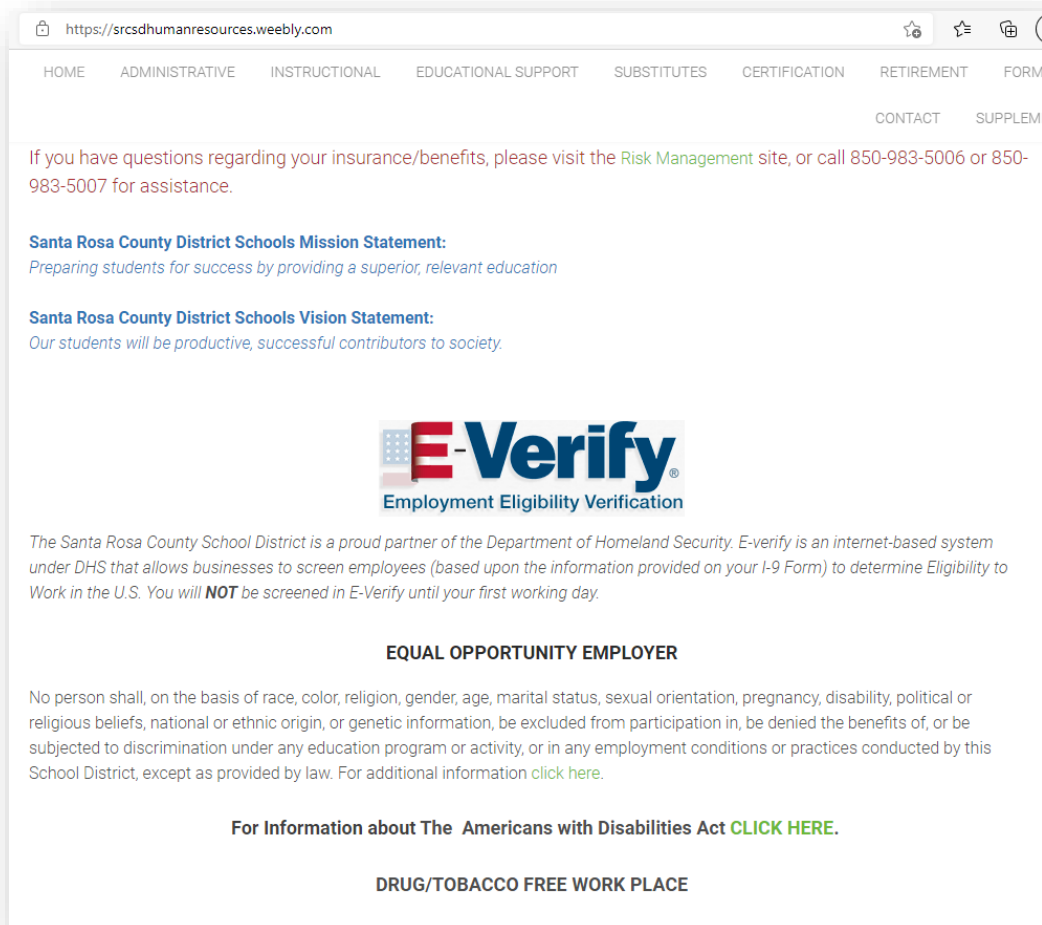 https://srcsdhumanresources.weebly.com
HOME ADMINISTRATIVE INSTRUCTIONAL EDUCATIONAL SUPPORT SUBSTITUTES CERTIFICATION RETIREMENT FORM
CONTACT SUPPLEM
If you have questions regarding your insurance/benefits, please visit the Risk Management site, or call 850-983-5006 or 850-
983-5007 for assistance.
Santa Rosa County District Schools Mission Statement:
Preparing students for success by providing a superior, relevant education
Santa Rosa County District Schools Vision Statement:
Our students will be productive, successful contributors to society.
E-Verify®
Employment Eligibility Verification
The Santa Rosa County School District is a proud partner of the Department of Homeland Security. E-verify is an internet-based system
under DHS that allows businesses to screen employees (based upon the information provided on your I-9 Form) to determine Eligibility to
Work in the U.S. You will NOT be screened in E-Verify until your first working day.
EQUAL OPPORTUNITY EMPLOYER
No person shall, on the basis of race, color, religion, gender, age, marital status, sexual orientation, pregnancy, disability, political or
religious beliefs, national or ethnic origin, or genetic information, be excluded from participation in, be denied the benefits of, or be
subjected to discrimination under any education program or activity, or in any employment conditions or practices conducted by this
School District, except as provided by law. For additional information click here.
For Information about The Americans with Disabilities Act CLICK HERE.
DRUG/TOBACCO FREE WORK PLACE